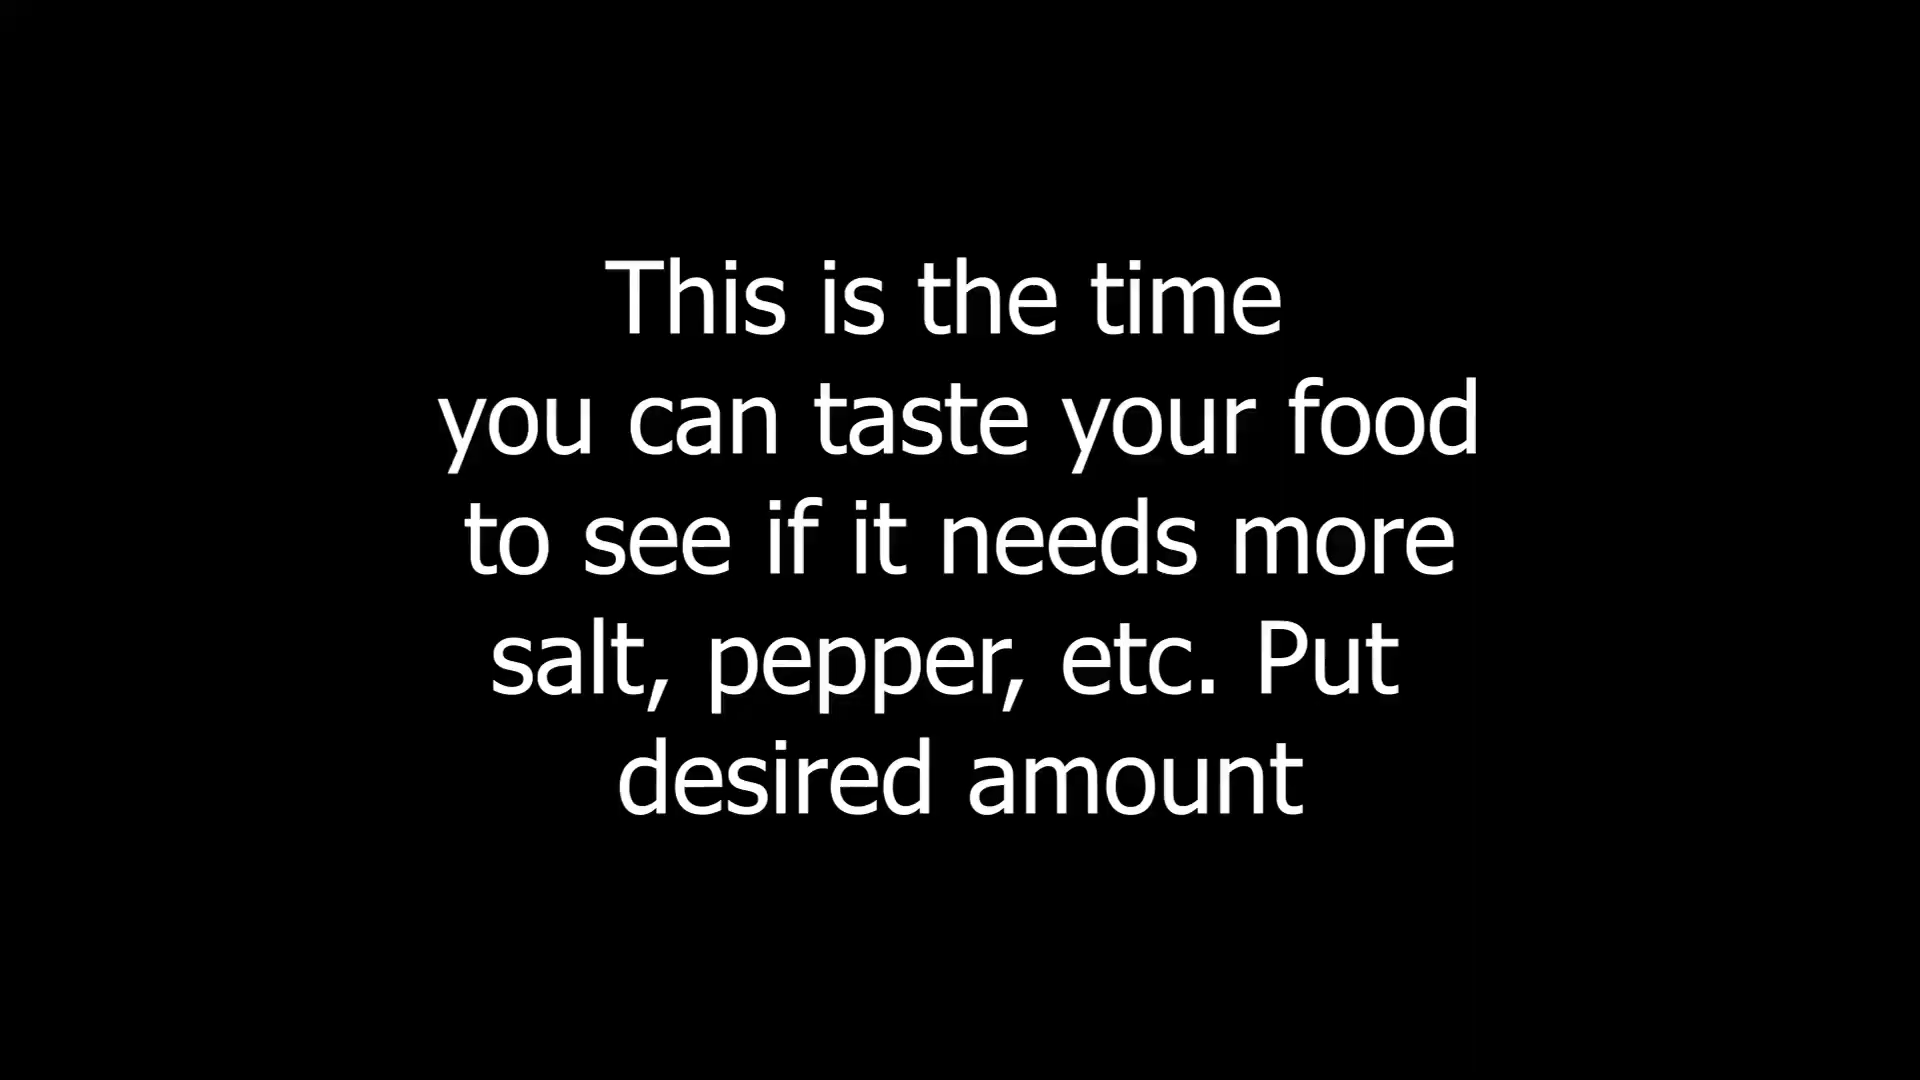 This is the time
you can taste your food
to see if it needs more
salt, pepper, etc. Put
desired amount